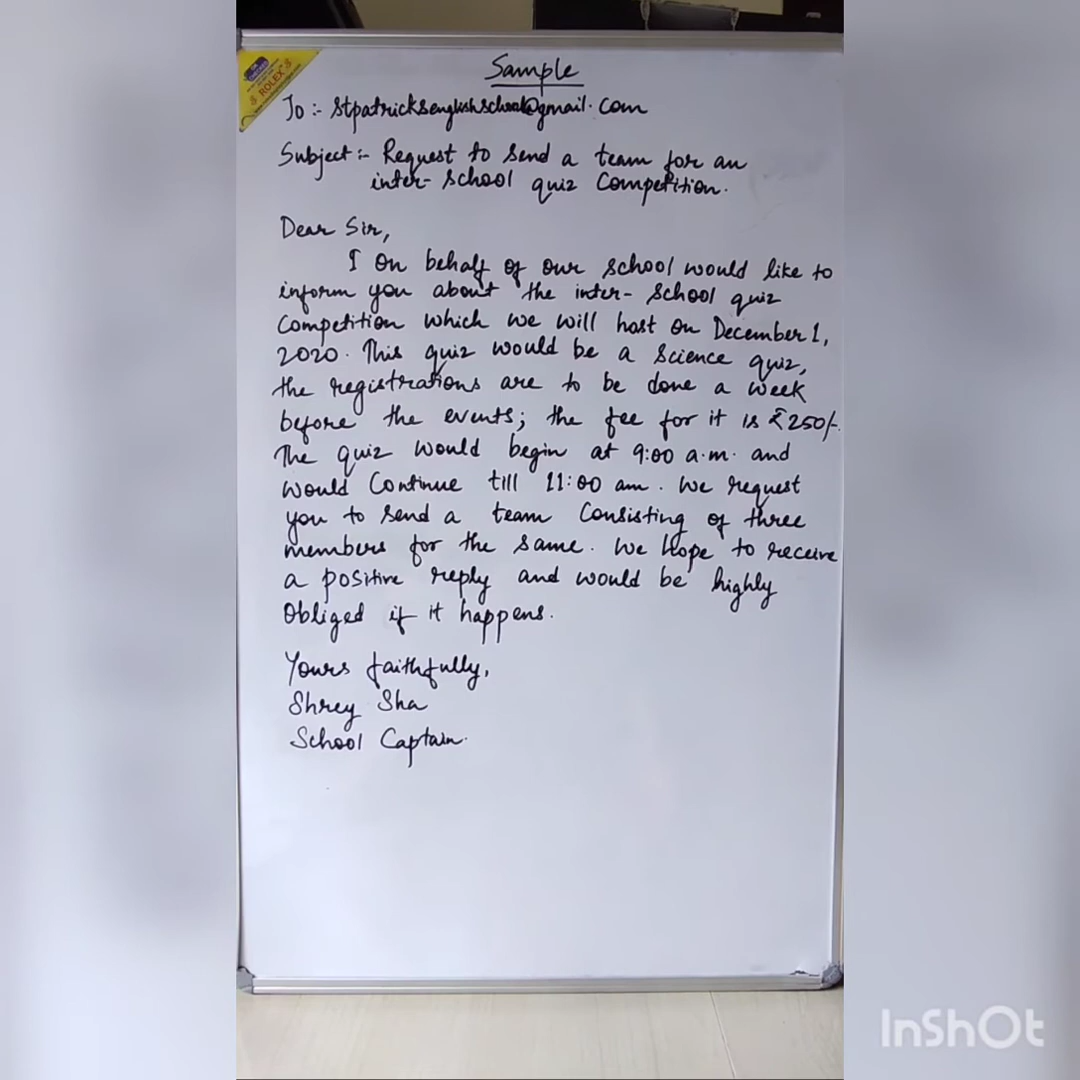 Sample
To :- stpatricksenglishschool@gmail.com
Subject :- Request to send a team for an
inter-school quiz competition.
Dear Sir,
I on behalf of our school would like to
inform you about the inter-school quiz
competition which we will host on December 1,
2020. This quiz would be a science quiz,
the registrations are to be done a week
before the events; the fee for it is ₹250/-.
The quiz would begin at 9:00 a.m. and
would continue till 11:00 am. We request
you to send a team consisting of three
members for the same. We hope to receive
a positive reply and would be highly
obliged if it happens.
Yours faithfully,
Shrey Sha
School Captain.
ROLEX
InShOt